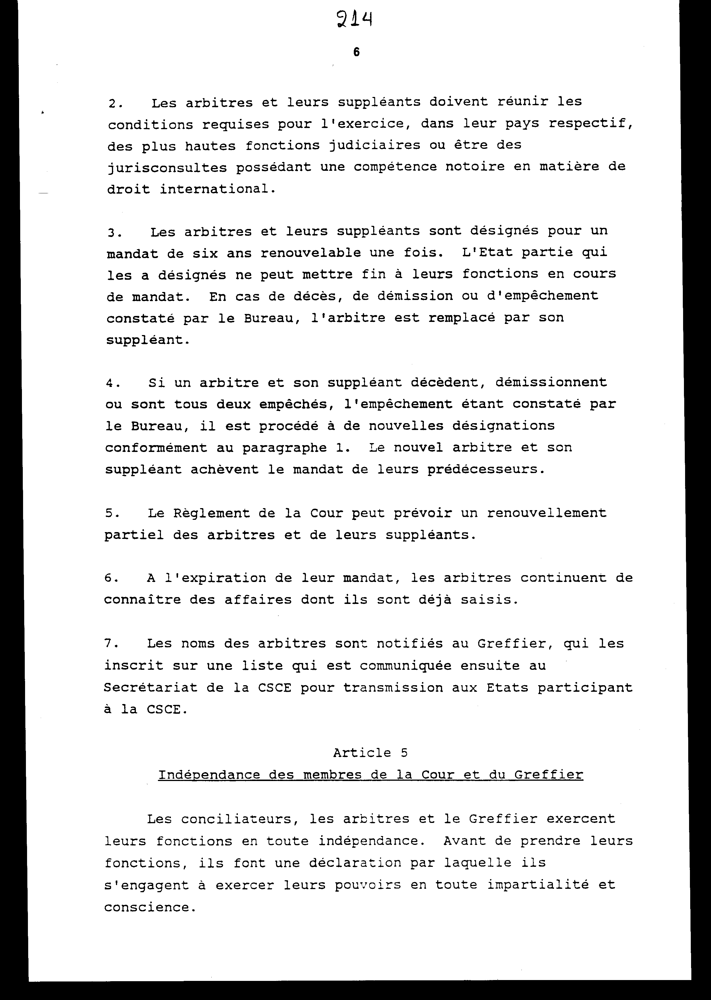 214
6
2. Les arbitres et leurs suppléants doivent réunir les
conditions requises pour l'exercice, dans leur pays respectif,
des plus hautes fonctions judiciaires ou être des
jurisconsultes possédant une compétence notoire en matière de
droit international.
3. Les arbitres et leurs suppléants sont désignés pour un
mandat de six ans renouvelable une fois. L'Etat partie qui
les a désignés ne peut mettre fin à leurs fonctions en cours
de mandat. En cas de décès, de démission ou d'empêchement
constaté par le Bureau, l'arbitre est remplacé par son
suppléant.
4. Si un arbitre et son suppléant décèdent, démissionnent
ou sont tous deux empêchés, l'empêchement étant constaté par
le Bureau, il est procédé à de nouvelles désignations
conformément au paragraphe 1. Le nouvel arbitre et son
suppléant achèvent le mandat de leurs prédécesseurs.
5. Le Règlement de la Cour peut prévoir un renouvellement
partiel des arbitres et de leurs suppléants.
6. A l'expiration de leur mandat, les arbitres continuent de
connaître des affaires dont ils sont déjà saisis.
7. Les noms des arbitres sont notifiés au Greffier, qui les
inscrit sur une liste qui est communiquée ensuite au
Secrétariat de la CSCE pour transmission aux Etats participant
à la CSCE.
Article 5
Indépendance des membres de la Cour et du Greffier
Les conciliateurs, les arbitres et le Greffier exercent
leurs fonctions en toute indépendance. Avant de prendre leurs
fonctions, ils font une déclaration par laquelle ils
s'engagent à exercer leurs pouvoirs en toute impartialité et
conscience.